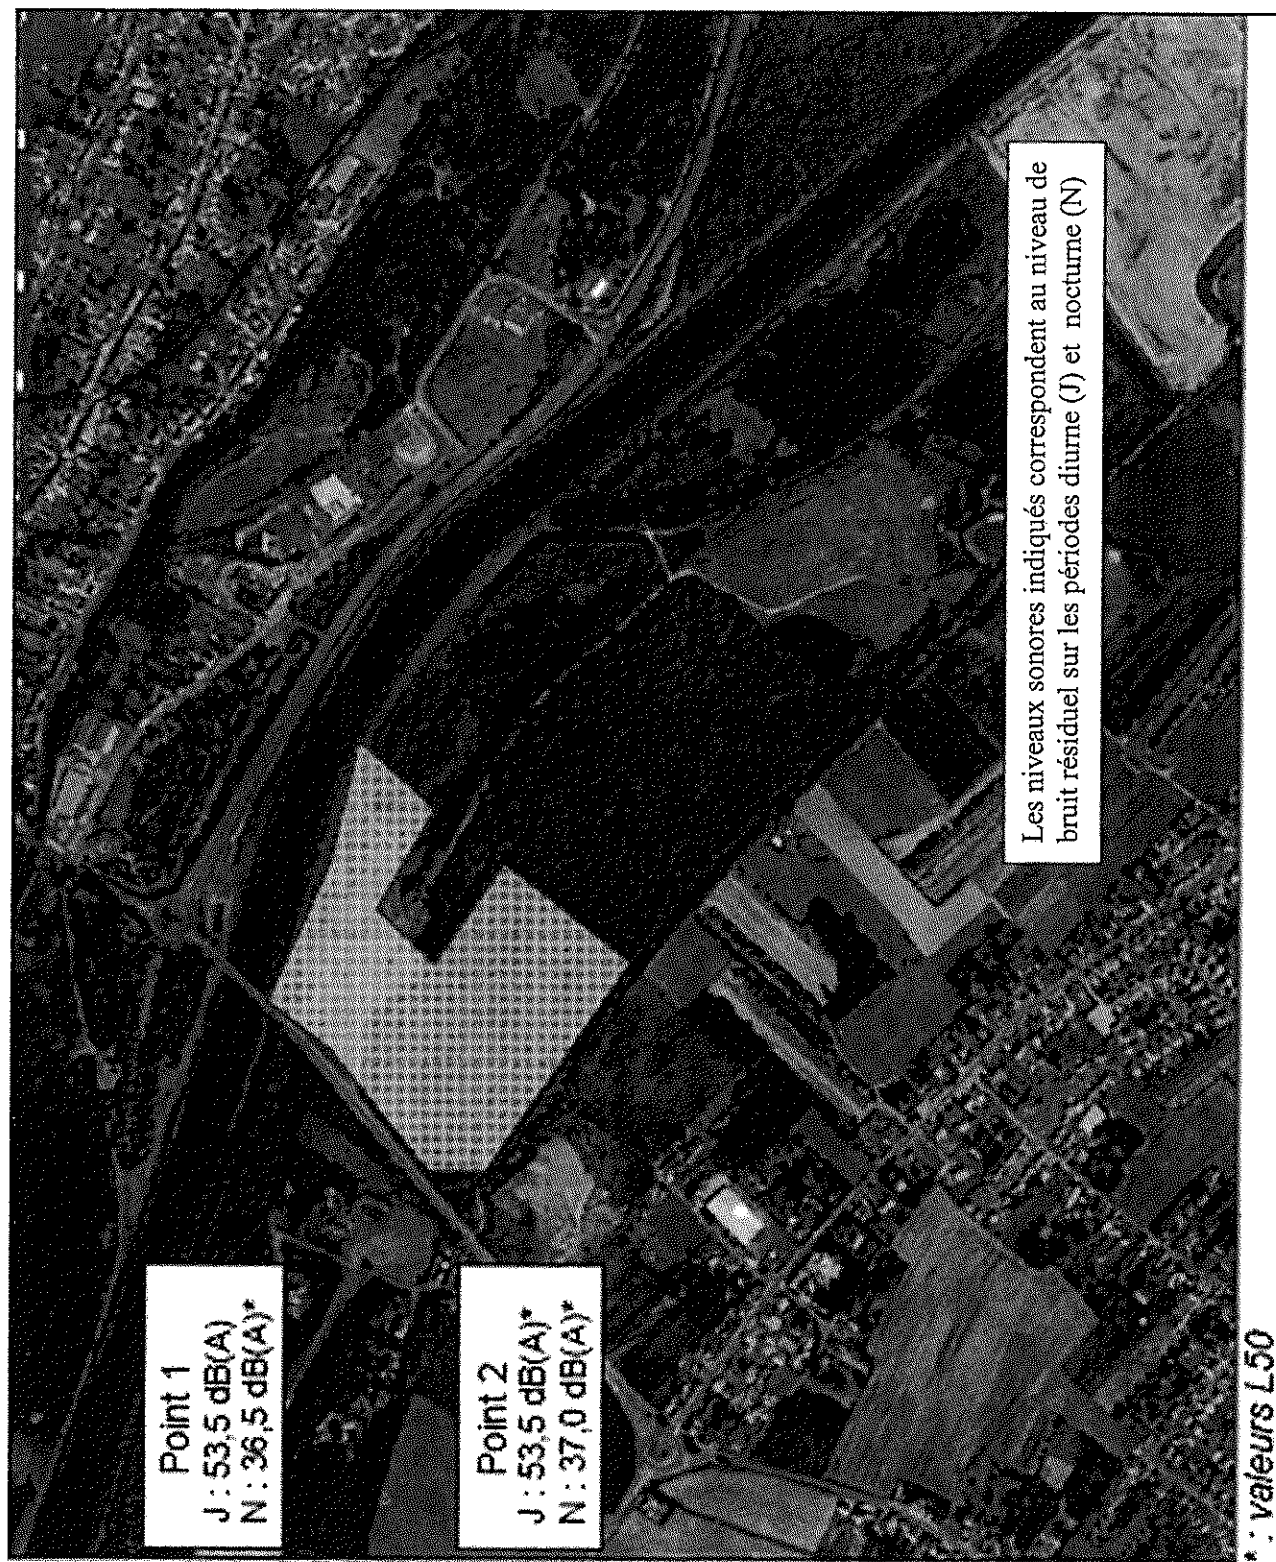 Point 1
J : 53,5 dB(A)
N : 36,5 dB(A)*
Point 2
J : 53,5 dB(A)*
N : 37,0 dB(A)*
Les niveaux sonores indiqués correspondent au niveau de
bruit résiduel sur les périodes diurne (J) et nocturne (N)
* : valeurs L50